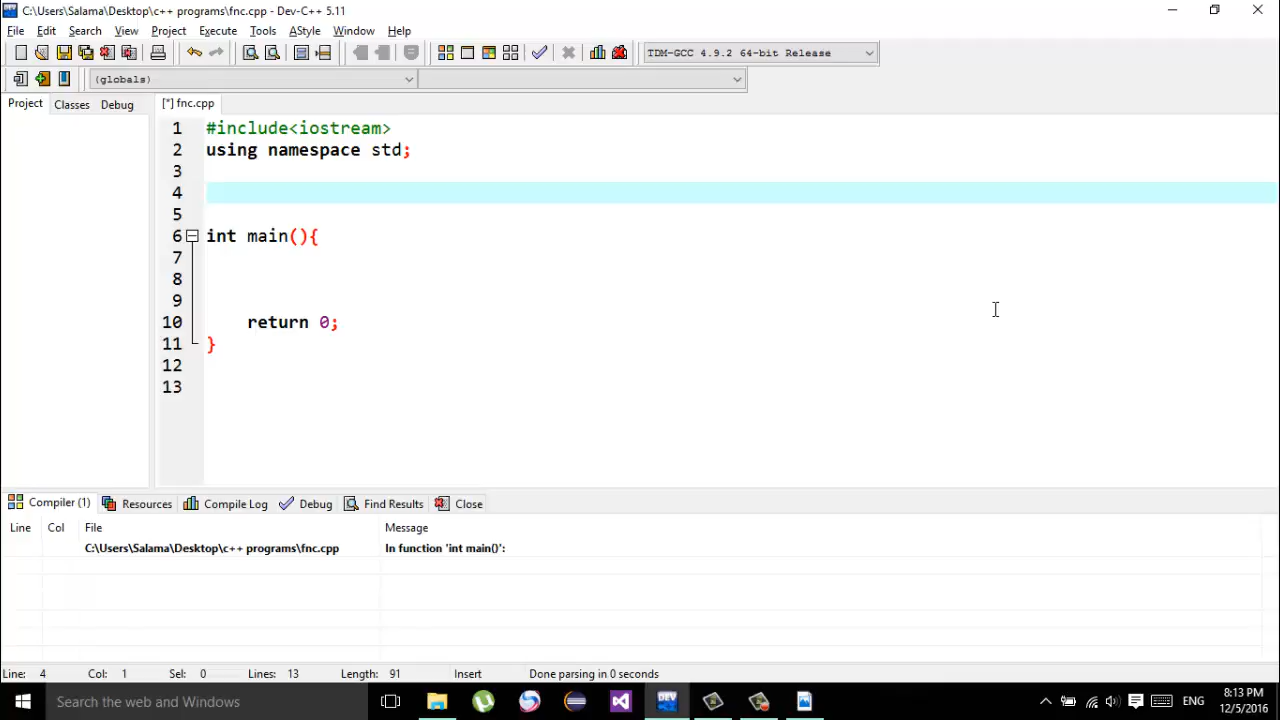 C:\Users\Salama\Desktop\c++ programs\fnc.cpp - Dev-C++ 5.11
File Edit Search View Project Execute Tools AStyle Window Help
TDM-GCC 4.9.2 64-bit Release
(globals)
Project Classes Debug [*] fnc.cpp
1 #include<iostream>
2 using namespace std;
3
4
5
6 int main(){
7
8
9
10 return 0;
11 }
12
13
Compiler (1) Resources Compile Log Debug Find Results Close
Line Col File Message
C:\Users\Salama\Desktop\c++ programs\fnc.cpp In function 'int main()':
Line: 4 Col: 1 Sel: 0 Lines: 13 Length: 91 Insert Done parsing in 0 seconds
Search the web and Windows
DEV
ENG
8:13 PM
12/5/2016